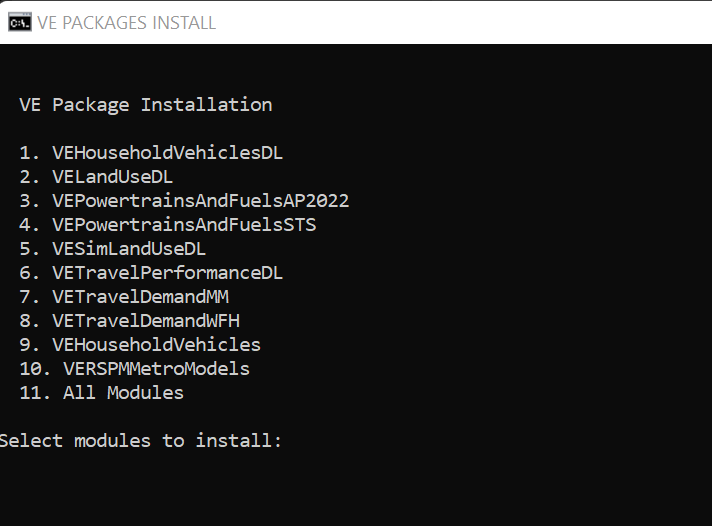 VE PACKAGES INSTALL
VE Package Installation
1. VEHouseholdVehiclesDL
2. VELandUseDL
3. VEPowertrainsAndFuelsAP2022
4. VEPowertrainsAndFuelsSTS
5. VESimLandUseDL
6. VETravelPerformanceDL
7. VETravelDemandMM
8. VETravelDemandWFH
9. VEHouseholdVehicles
10. VERSPMMetroModels
11. All Modules
Select modules to install: